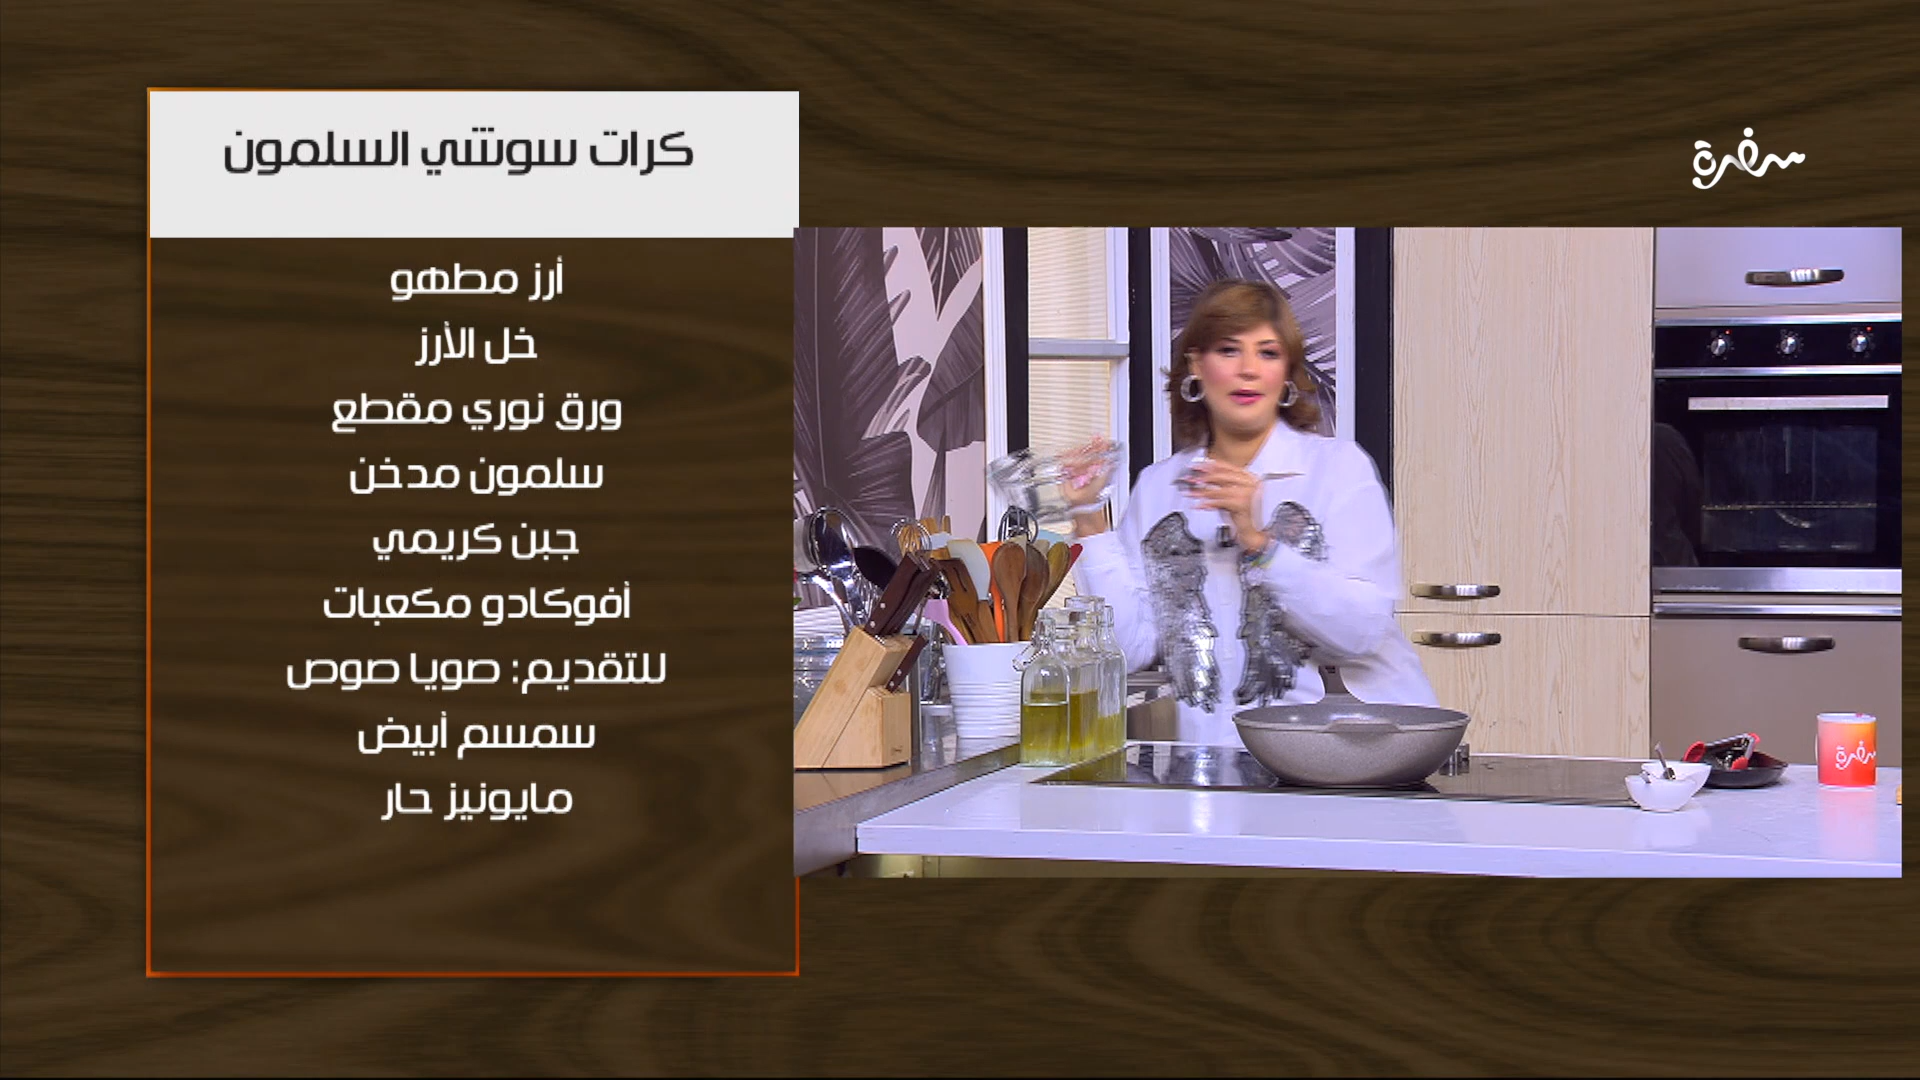 كرات سوشي السلمون
أرز مطهو
خل الأرز
ورق نوري مقطع
سلمون مدخن
جبن كريمي
أفوكادو مكعبات
للتقديم: صويا صوص
سمسم أبيض
مايونيز حار
سفرة
سفرة